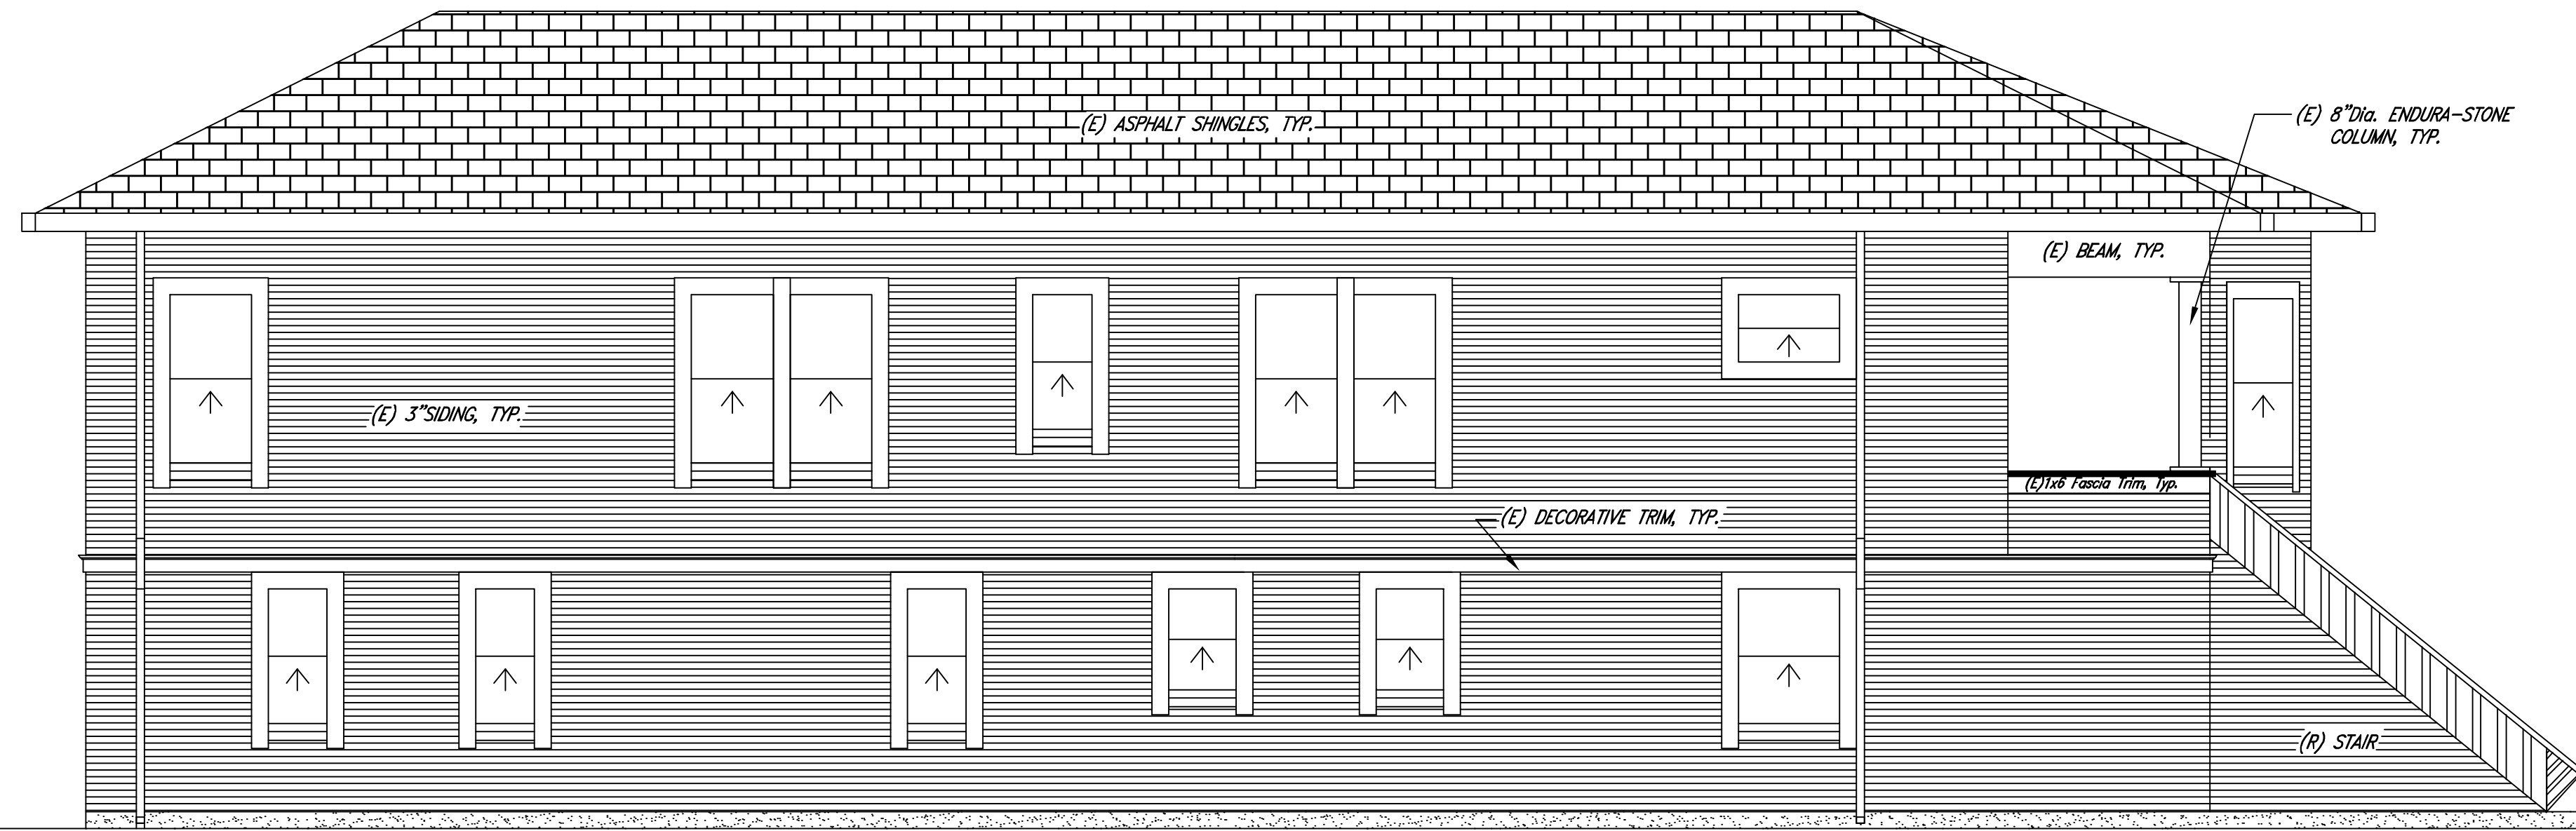 (E) ASPHALT SHINGLES, TYP.
(E) 8"Dia. ENDURA-STONE
COLUMN, TYP.
(E) BEAM, TYP.
(E) 3"SIDING, TYP.
(E)1x6 Fascia Trim, Typ.
(E) DECORATIVE TRIM, TYP.
(R) STAIR